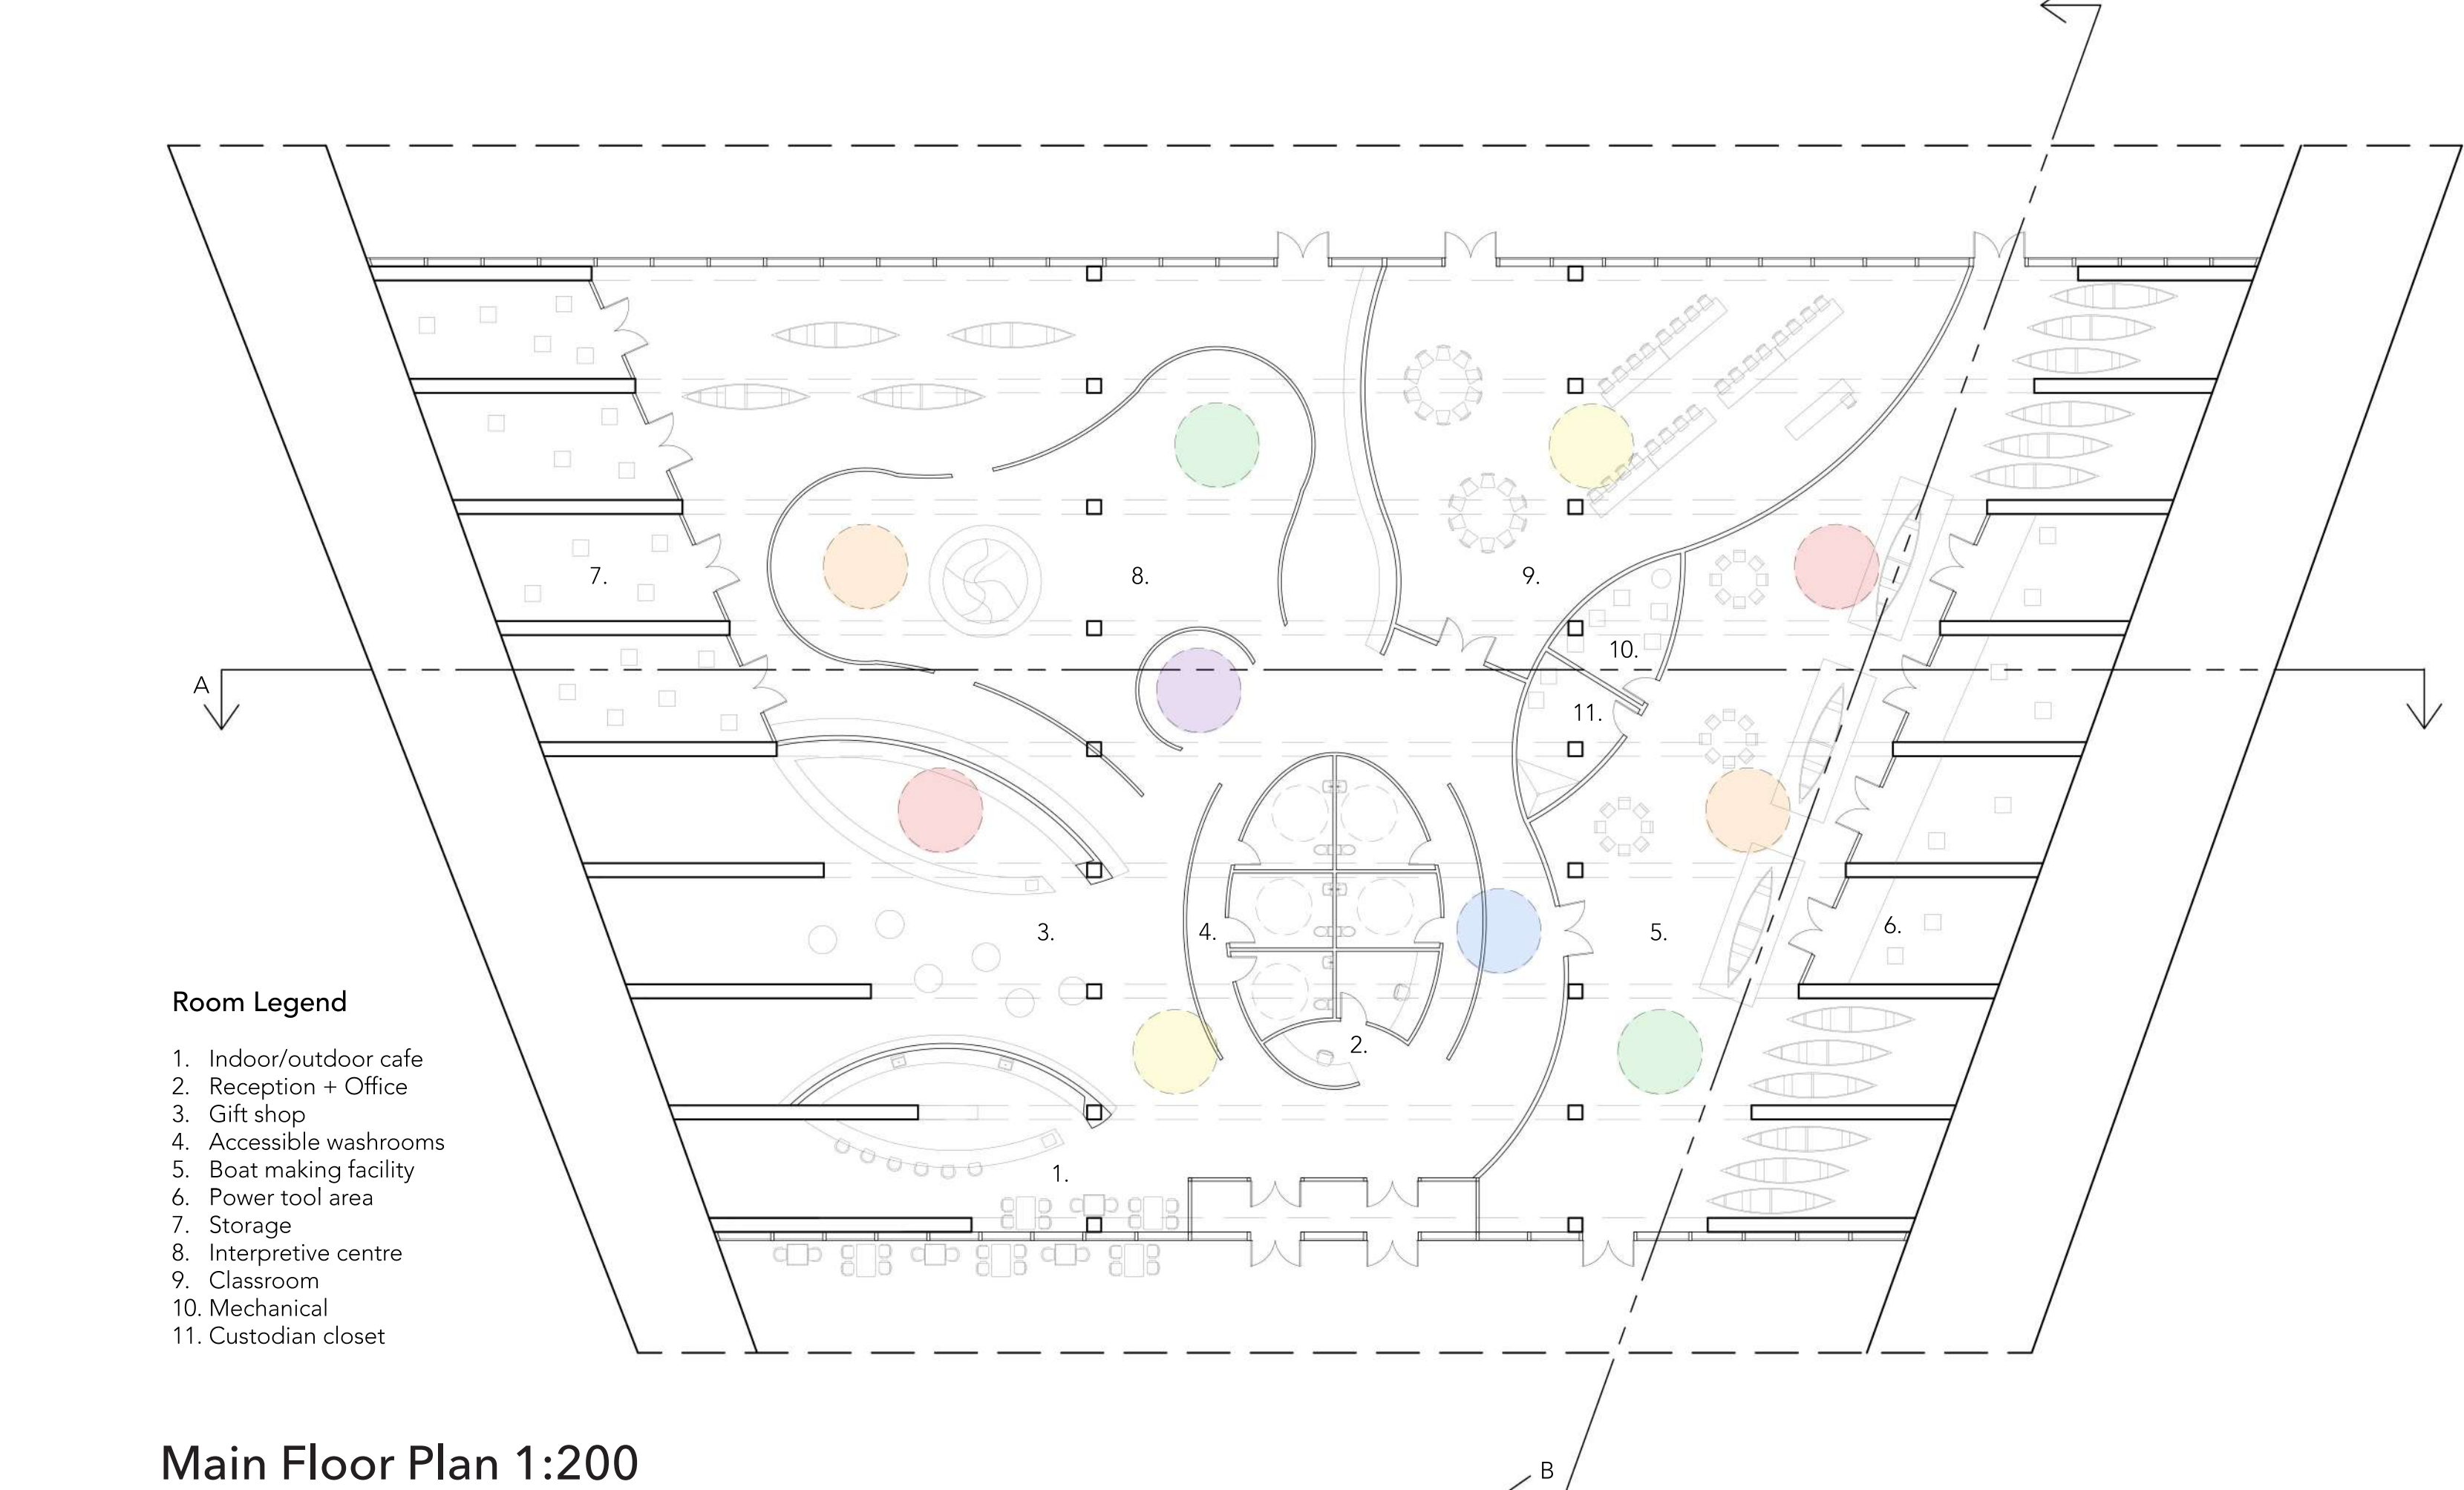 7.
8.
9.
10.
A
11.
3.
4.
5.
6.
2.
1.
Room Legend
1. Indoor/outdoor cafe
2. Reception + Office
3. Gift shop
4. Accessible washrooms
5. Boat making facility
6. Power tool area
7. Storage
8. Interpretive centre
9. Classroom
10. Mechanical
11. Custodian closet
Main Floor Plan 1:200
B